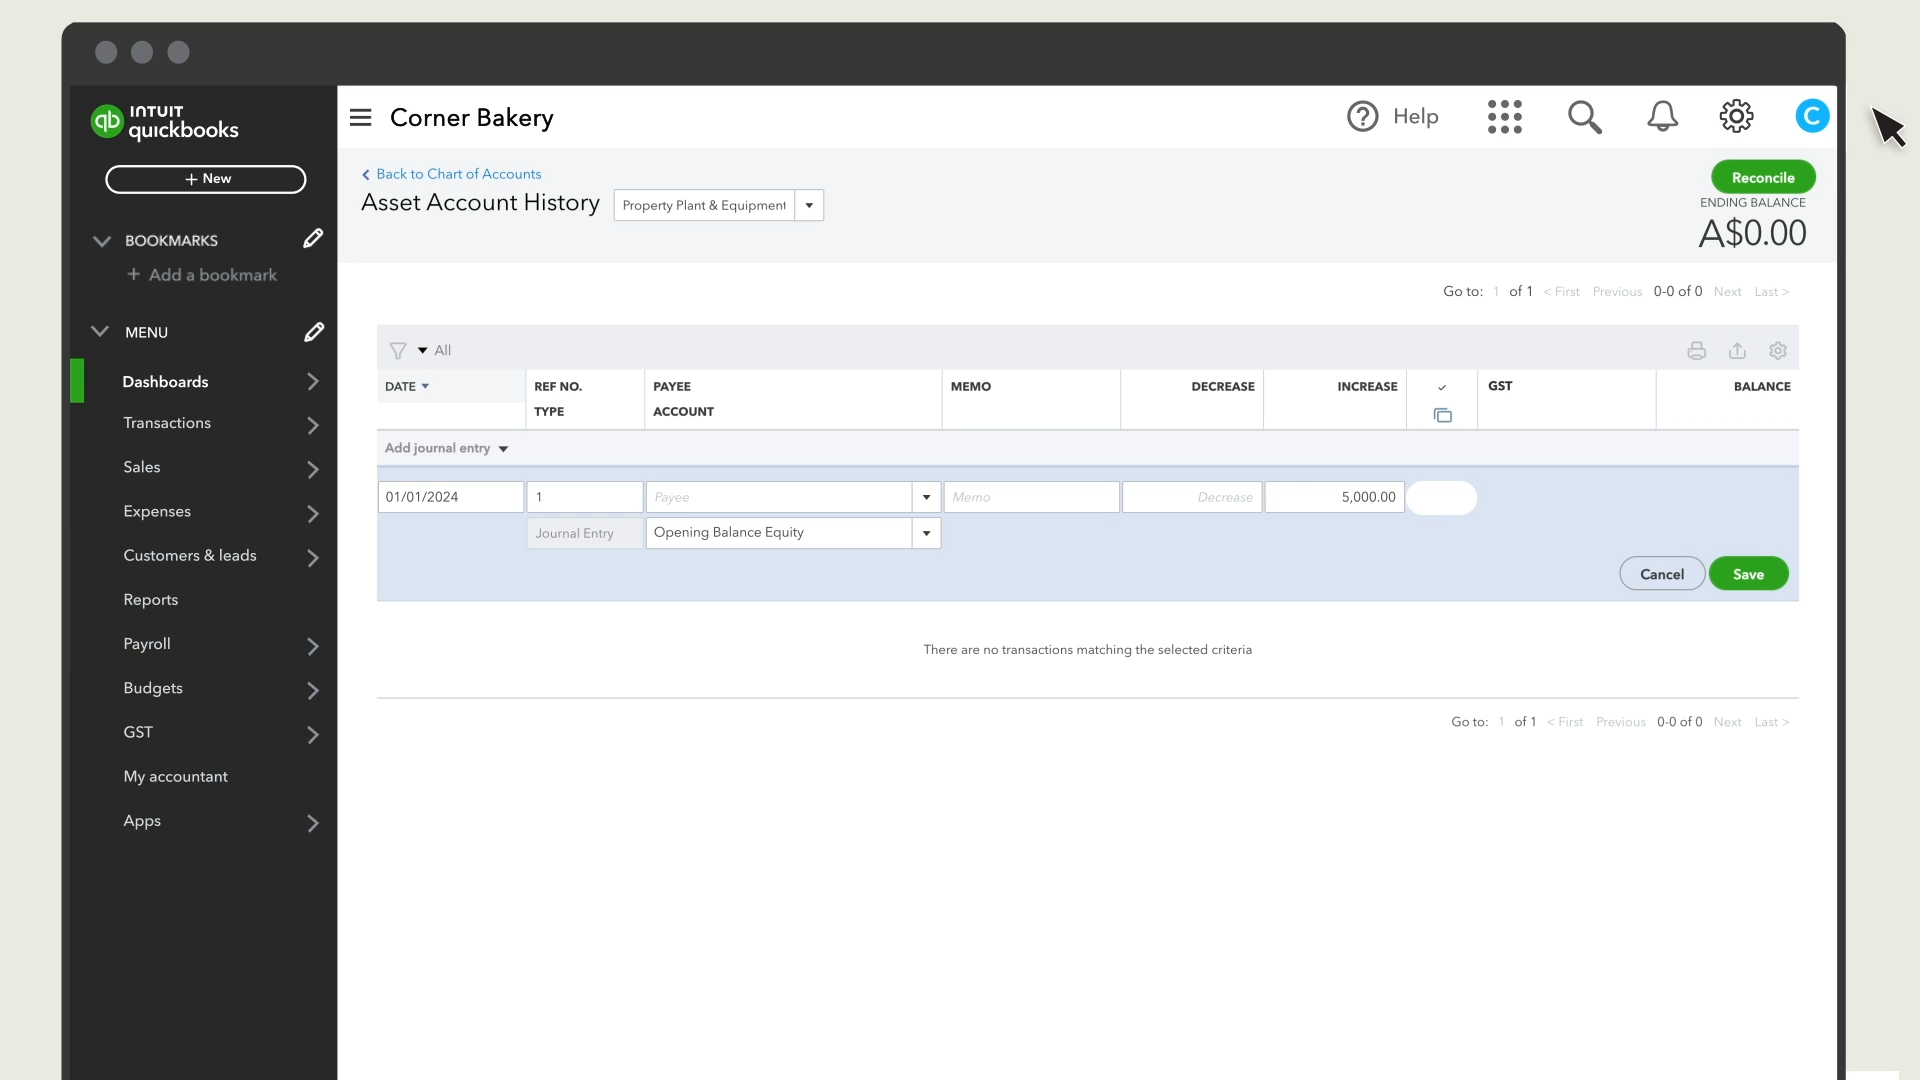 INTUIT
quickbooks
+ New
BOOKMARKS
+ Add a bookmark
MENU
Dashboards
Transactions
Sales
Expenses
Customers & leads
Reports
Payroll
Budgets
GST
My accountant
Apps
Corner Bakery
Help
C
Back to Chart of Accounts
Asset Account History
Property Plant & Equipment
Reconcile
ENDING BALANCE
A$0.00
Go to: 1 of 1 < First Previous 0-0 of 0 Next Last >
All
DATE REF NO. PAYEE MEMO DECREASE INCREASE ✓ GST BALANCE
TYPE ACCOUNT
Add journal entry
01/01/2024 1 Payee Memo Decrease 5,000.00
Journal Entry Opening Balance Equity
Cancel Save
There are no transactions matching the selected criteria
Go to: 1 of 1 < First Previous 0-0 of 0 Next Last >